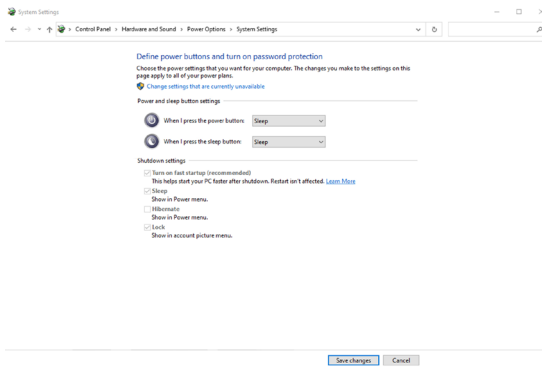 System Settings
Control Panel > Hardware and Sound > Power Options > System Settings
Define power buttons and turn on password protection
Choose the power settings that you want for your computer. The changes you make to the settings on this
page apply to all of your power plans.
Change settings that are currently unavailable
Power and sleep button settings
When I press the power button: Sleep
When I press the sleep button: Sleep
Shutdown settings
Turn on fast startup (recommended)
This helps start your PC faster after shutdown. Restart isn't affected. Learn More
Sleep
Show in Power menu.
Hibernate
Show in Power menu.
Lock
Show in account picture menu.
Save changes Cancel